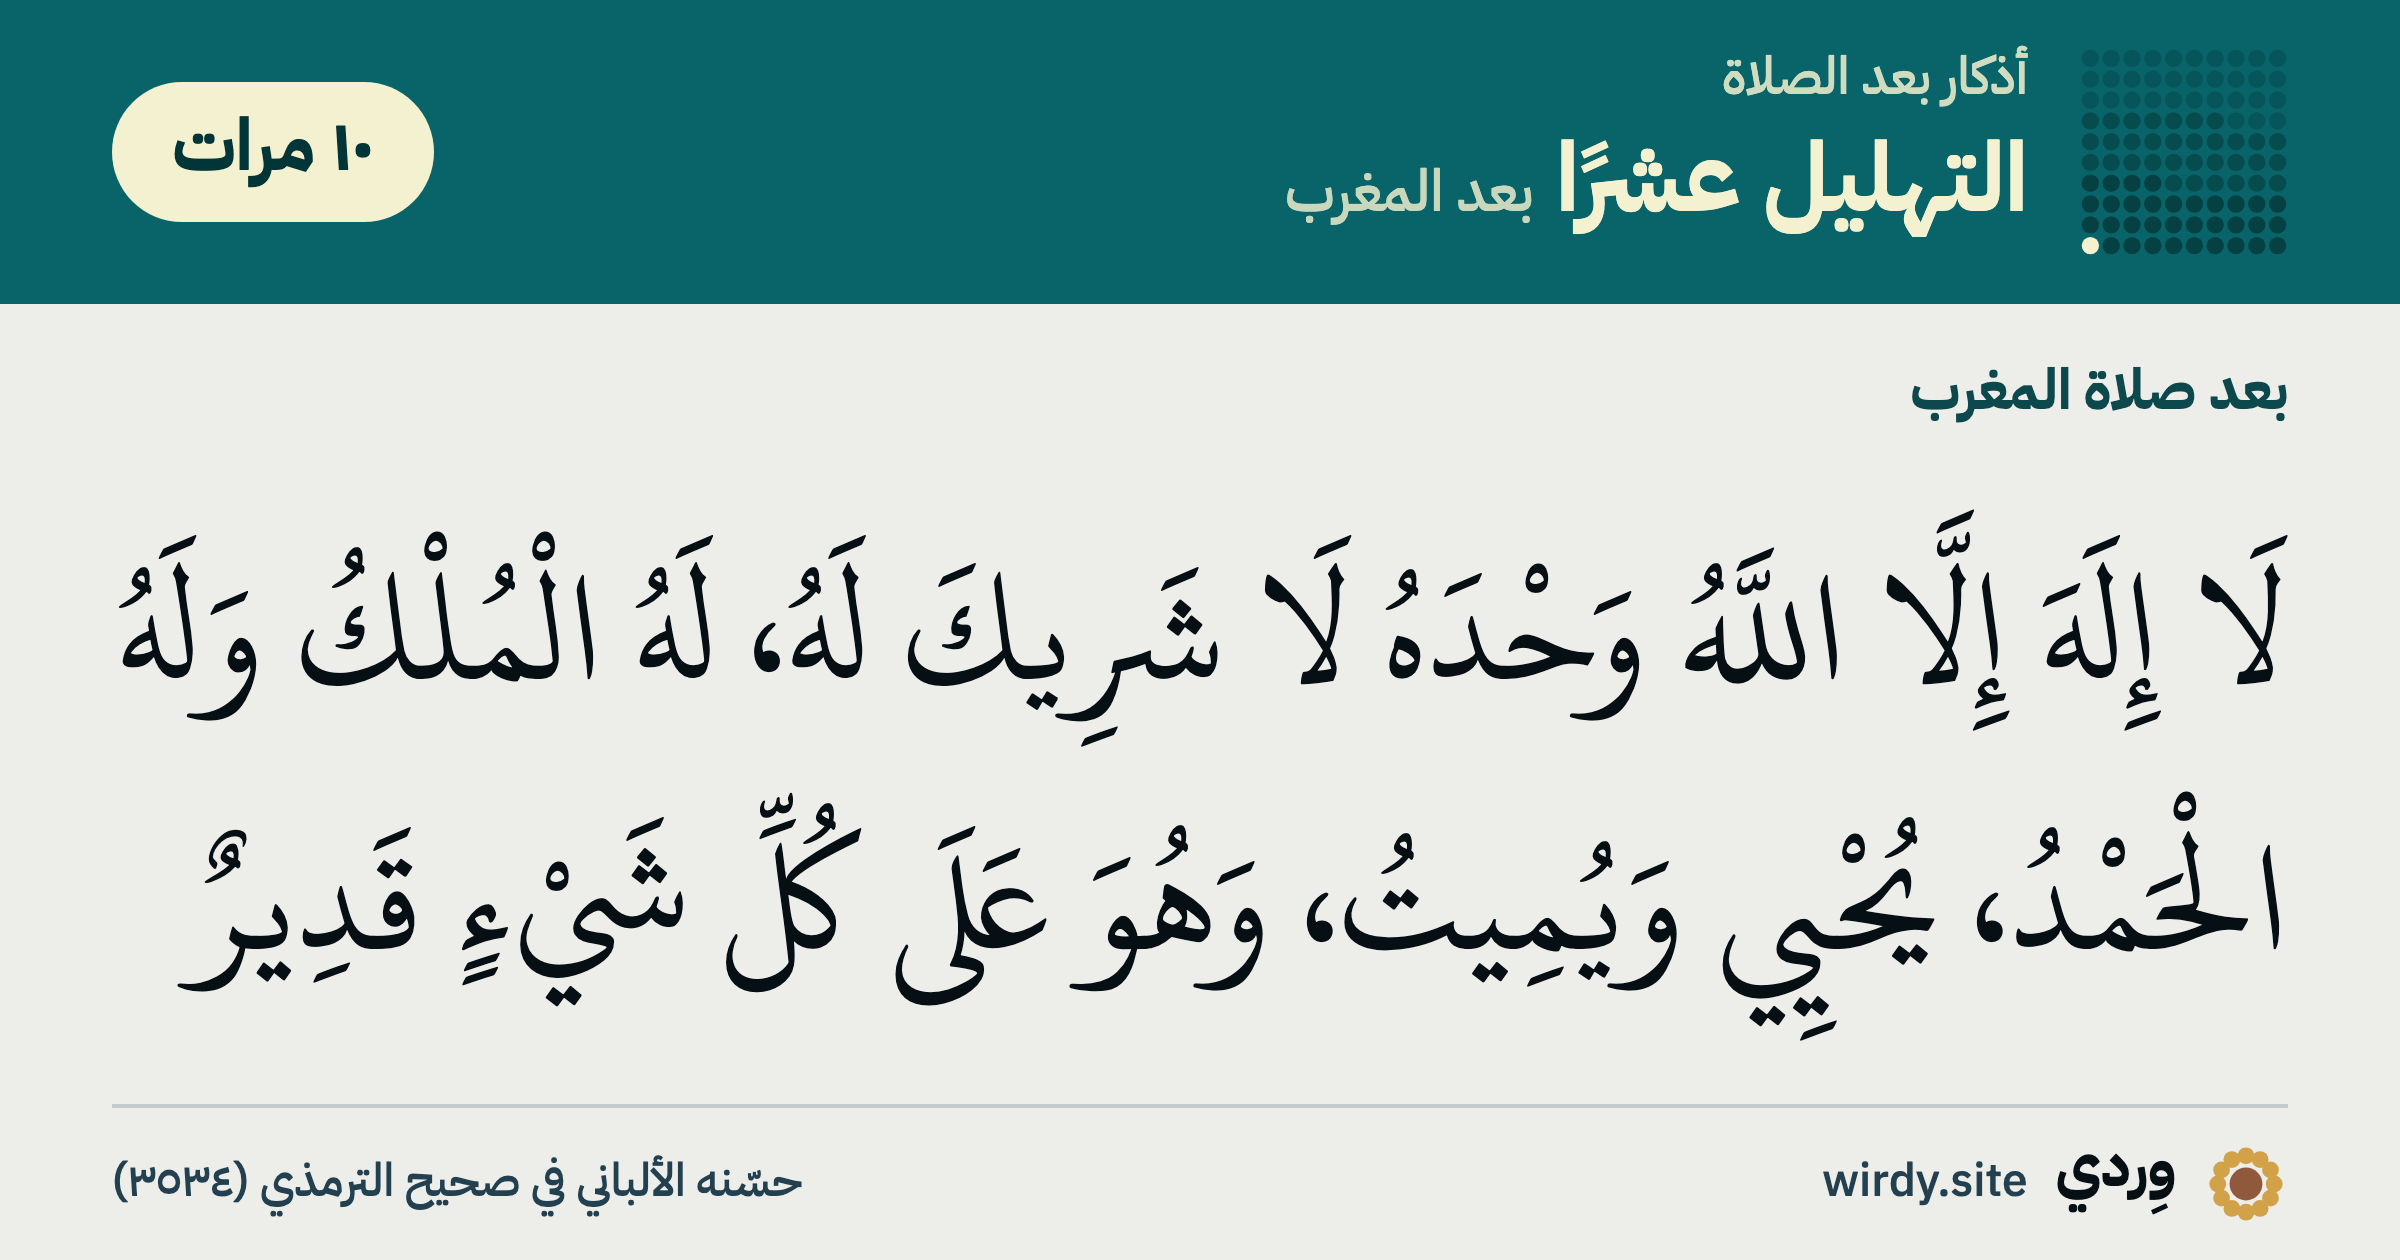 أذكار بعد الصلاة
التهليل عشرًا بعد المغرب
١٠ مرات
بعد صلاة المغرب
لَا إِلَهَ إِلَّا اللَّهُ وَحْدَهُ لَا شَرِيكَ لَهُ، لَهُ الْمُلْكُ وَلَهُ
الْحَمْدُ، يُحْيِي وَيُمِيتُ، وَهُوَ عَلَى كُلِّ شَيْءٍ قَدِيرٌ
وِردي wirdy.site
حسّنه الألباني في صحيح الترمذي (٣٥٣٤)